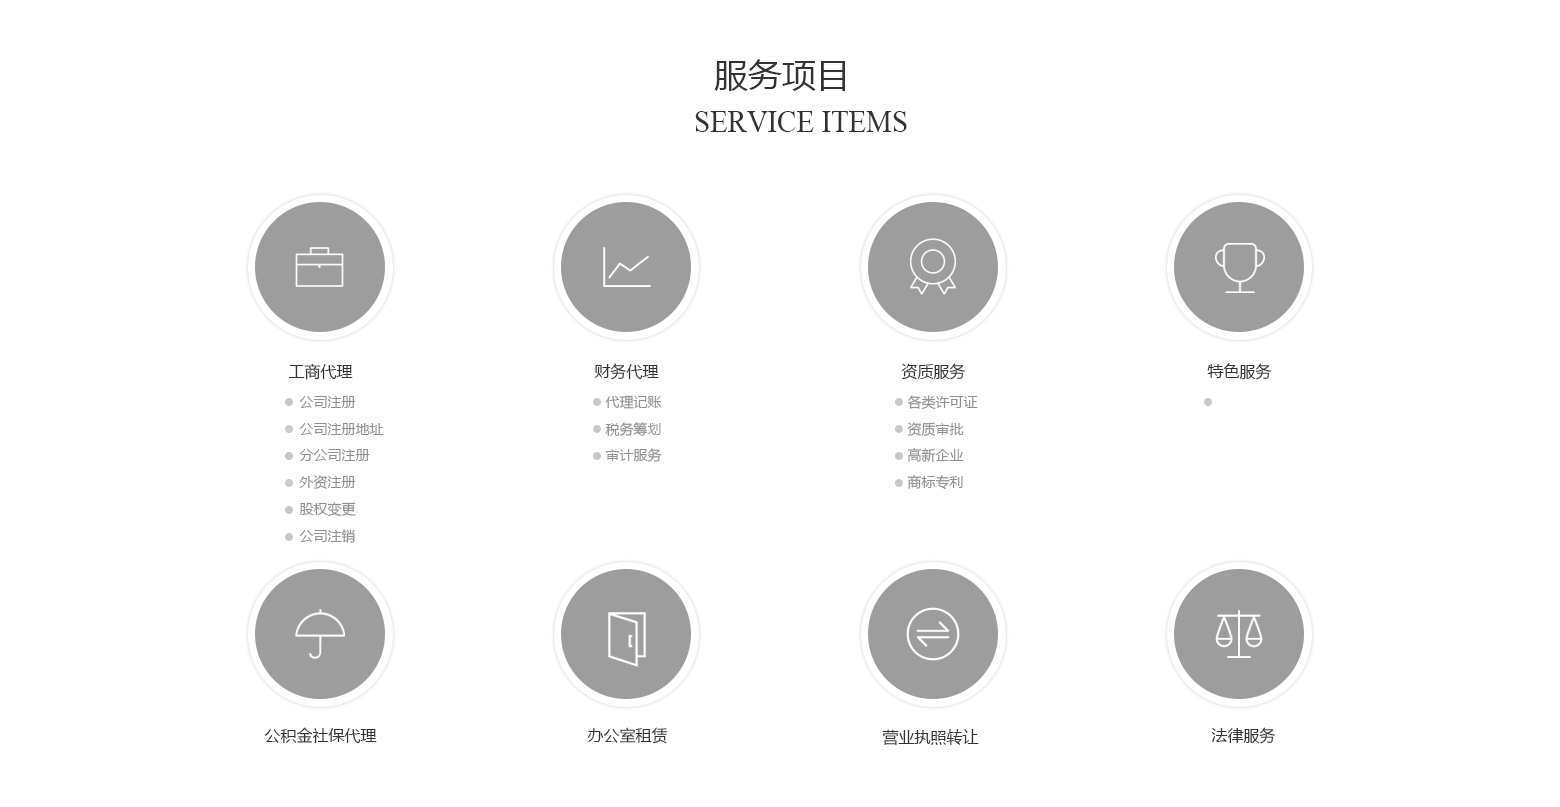 服务项目
SERVICE ITEMS
工商代理
公司注册
公司注册地址
分公司注册
外资注册
股权变更
公司注销
财务代理
代理记账
税务筹划
审计服务
资质服务
各类许可证
资质审批
高新企业
商标专利
特色服务
公积金社保代理
办公室租赁
营业执照转让
法律服务